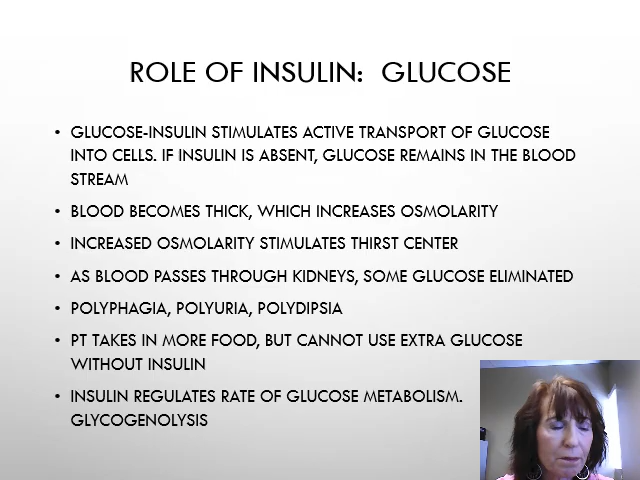 ROLE OF INSULIN:  GLUCOSE
• GLUCOSE-INSULIN STIMULATES ACTIVE TRANSPORT OF GLUCOSE
INTO CELLS. IF INSULIN IS ABSENT, GLUCOSE REMAINS IN THE BLOOD
STREAM
• BLOOD BECOMES THICK, WHICH INCREASES OSMOLARITY
• INCREASED OSMOLARITY STIMULATES THIRST CENTER
• AS BLOOD PASSES THROUGH KIDNEYS, SOME GLUCOSE ELIMINATED
• POLYPHAGIA, POLYURIA, POLYDIPSIA
• PT TAKES IN MORE FOOD, BUT CANNOT USE EXTRA GLUCOSE
WITHOUT INSULIN
• INSULIN REGULATES RATE OF GLUCOSE METABOLISM.
GLYCOGENOLYSIS